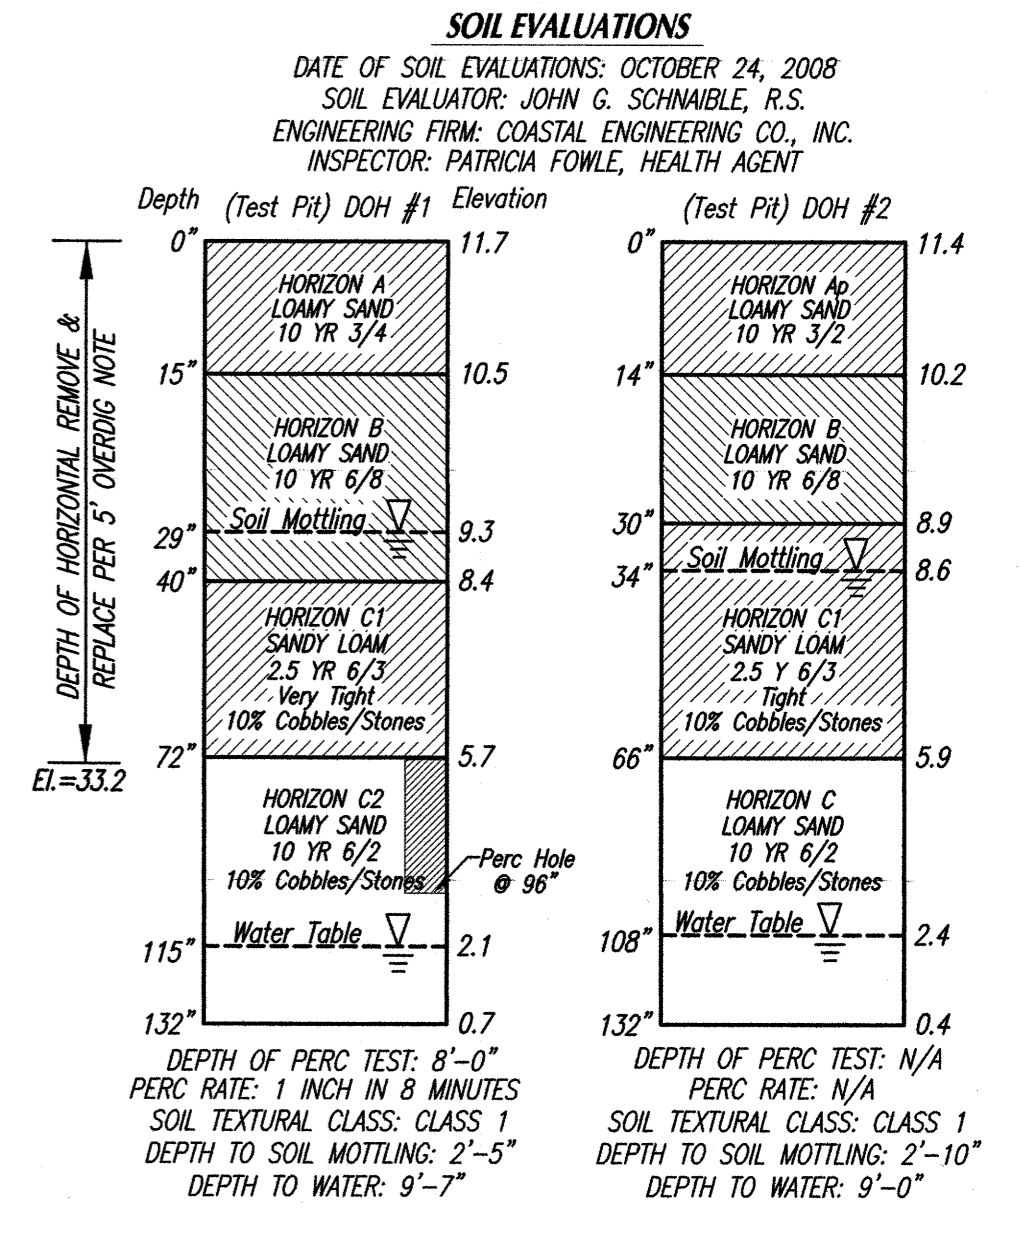 SOIL EVALUATIONS
DATE OF SOIL EVALUATIONS: OCTOBER 24, 2008
SOIL EVALUATOR: JOHN G. SCHNAIBLE, R.S.
ENGINEERING FIRM: COASTAL ENGINEERING CO., INC.
INSPECTOR: PATRICIA FOWLE, HEALTH AGENT
Depth (Test Pit) DOH #1 Elevation
0" 11.7
HORIZON A
LOAMY SAND
10 YR 3/4
15" 10.5
HORIZON B
LOAMY SAND
10 YR 6/8
Soil Mottling
29" 9.3
40" 8.4
HORIZON C1
SANDY LOAM
2.5 YR 6/3
Very Tight
10% Cobbles/Stones
72" 5.7
HORIZON C2
LOAMY SAND
10 YR 6/2
10% Cobbles/Stones
Perc Hole
@ 96"
Water Table
115" 2.1
132" 0.7
DEPTH OF PERC TEST: 8'-0"
PERC RATE: 1 INCH IN 8 MINUTES
SOIL TEXTURAL CLASS: CLASS 1
DEPTH TO SOIL MOTTLING: 2'-5"
DEPTH TO WATER: 9'-7"
DEPTH OF HORIZONTAL REMOVE &
REPLACE PER 5' OVERDIG NOTE
El.=33.2
(Test Pit) DOH #2
0" 11.4
HORIZON Ap
LOAMY SAND
10 YR 3/2
14" 10.2
HORIZON B
LOAMY SAND
10 YR 6/8
30" 8.9
Soil Mottling
34" 8.6
HORIZON C1
SANDY LOAM
2.5 Y 6/3
Tight
10% Cobbles/Stones
66" 5.9
HORIZON C
LOAMY SAND
10 YR 6/2
10% Cobbles/Stones
Water Table
108" 2.4
132" 0.4
DEPTH OF PERC TEST: N/A
PERC RATE: N/A
SOIL TEXTURAL CLASS: CLASS 1
DEPTH TO SOIL MOTTLING: 2'-10"
DEPTH TO WATER: 9'-0"